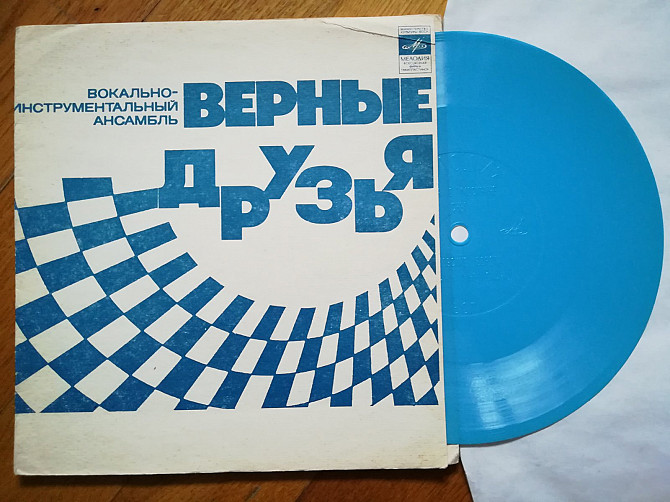 ВОКАЛЬНО-
ИНСТРУМЕНТАЛЬНЫЙ
АНСАМБЛЬ
ВЕРНЫЕ
ДРУЗЬЯ
МЕЛОДИЯ